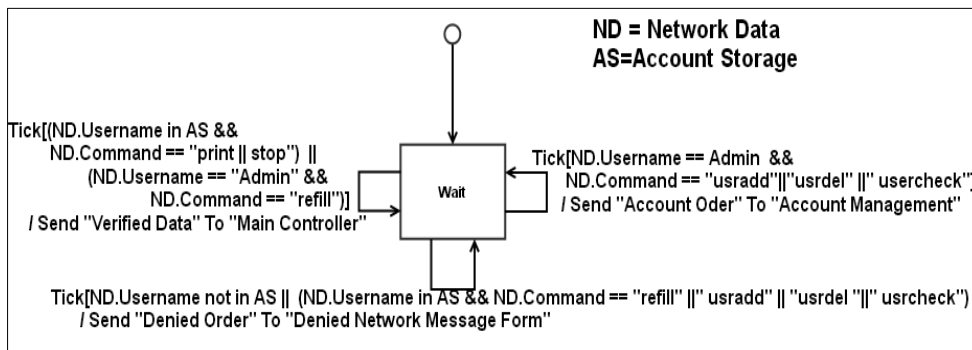 ND = Network Data
AS=Account Storage
Tick[(ND.Username in AS &&
ND.Command == "print || stop") ||
(ND.Username == "Admin" &&
ND.Command == "refill")]
/ Send "Verified Data" To "Main Controller"
Wait
Tick[ND.Username == Admin &&
ND.Command == "usradd"||"usrdel" ||" usercheck"]
/ Send "Account Oder" To "Account Management"
Tick[ND.Username not in AS || (ND.Username in AS && ND.Command == "refill" ||" usradd" || "usrdel "||" usrcheck")
/ Send "Denied Order" To "Denied Network Message Form"